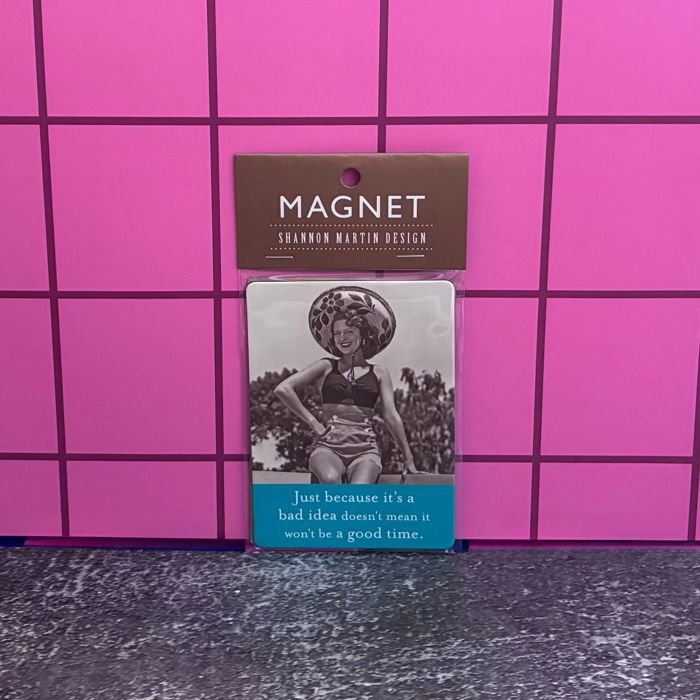 MAGNET
SHANNON MARTIN DESIGN
Just because it's a
bad idea doesn't mean it
won't be a good time.